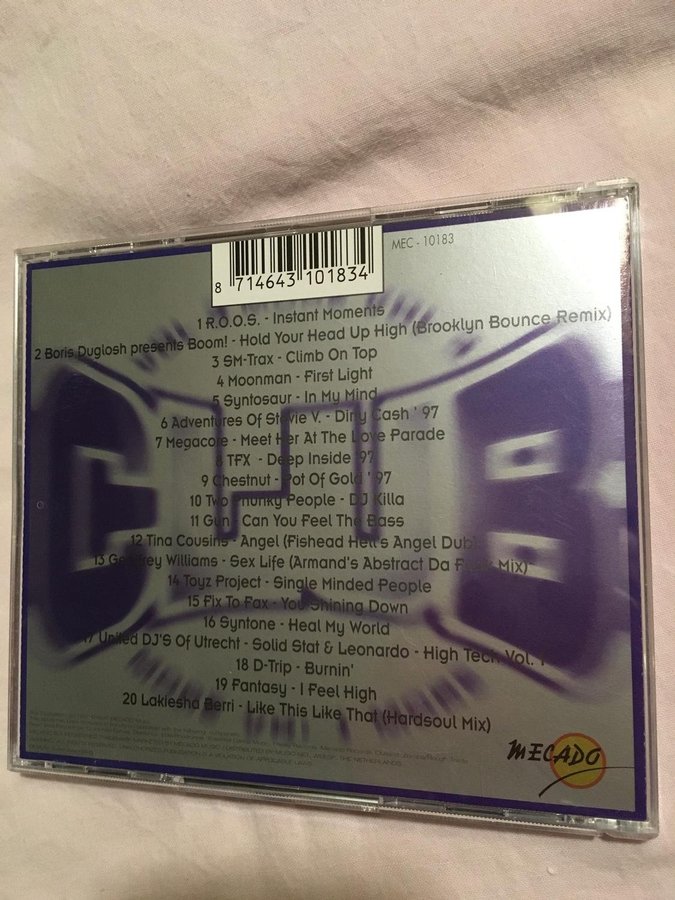 MEC - 10183
8 714643 101834
1 R.O.O.S. - Instant Moments
2 Boris Duglosh presents Boom! - Hold Your Head Up High (Brooklyn Bounce Remix)
3 SM-Trax - Climb On Top
4 Moonman - First Light
5 Syntosaur - In My Mind
6 Adventures Of Stevie V. - Dirty Cash ' 97
7 Megacore - Meet Her At The Love Parade
8 TFX - Deep Inside '97
9 Chestnut - Pot Of Gold ' 97
10 Two Phunky People - DJ Killa
11 Gun - Can You Feel The Bass
12 Tina Cousins - Angel (Fishead Hell's Angel Dub)
13 Geoffrey Williams - Sex Life (Armand's Abstract Da Funk Mix)
14 Toyz Project - Single Minded People
15 Fix To Fax - You Shining Down
16 Syntone - Heal My World
17 United DJ'S Of Utrecht - Solid Stat & Leonardo - High Tech Vol. 1
18 D-Trip - Burnin'
19 Fantasy - I Feel High
20 Lakiesha Berri - Like This Like That (Hardsoul Mix)
MECADO
THE NETHERLANDS